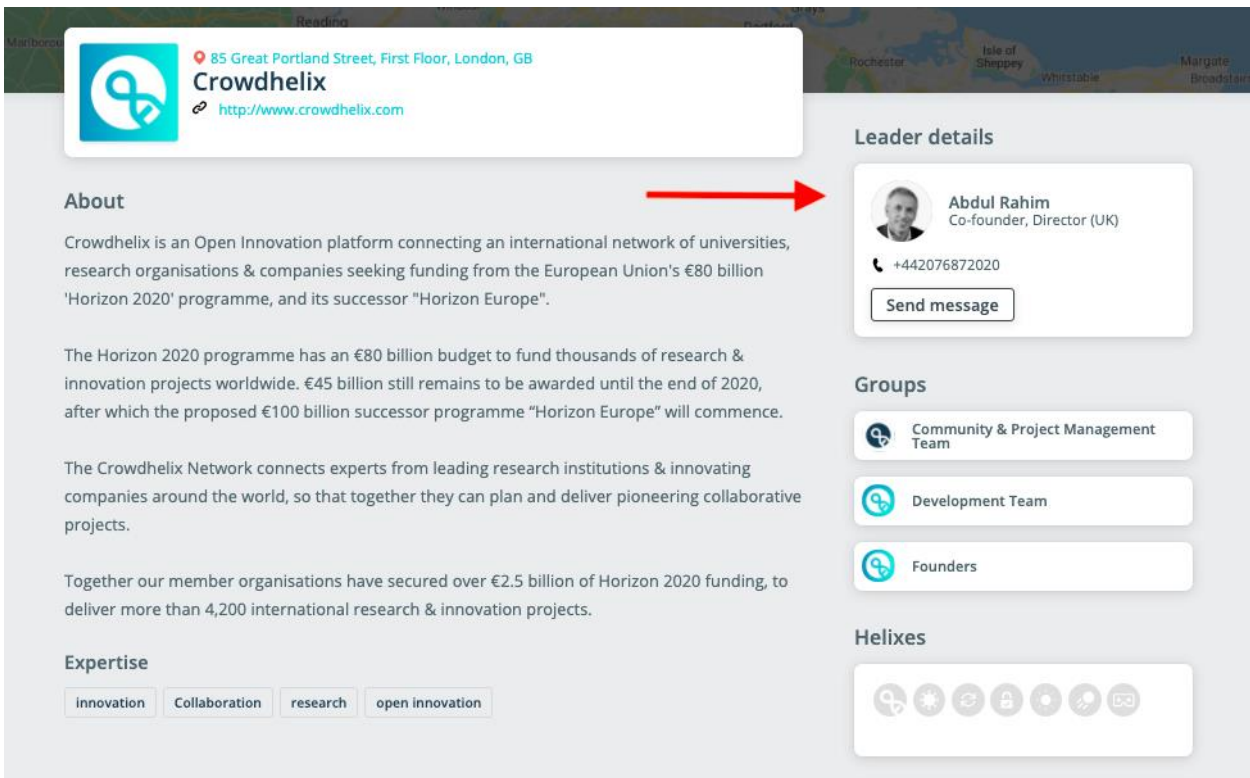 Reading
Isle of
Sheppey
Rochester
Whitstable
Margate
85 Great Portland Street, First Floor, London, GB
Crowdhelix
http://www.crowdhelix.com
About
Crowdhelix is an Open Innovation platform connecting an international network of universities,
research organisations & companies seeking funding from the European Union's €80 billion
'Horizon 2020' programme, and its successor "Horizon Europe".
The Horizon 2020 programme has an €80 billion budget to fund thousands of research &
innovation projects worldwide. €45 billion still remains to be awarded until the end of 2020,
after which the proposed €100 billion successor programme “Horizon Europe” will commence.
The Crowdhelix Network connects experts from leading research institutions & innovating
companies around the world, so that together they can plan and deliver pioneering collaborative
projects.
Together our member organisations have secured over €2.5 billion of Horizon 2020 funding, to
deliver more than 4,200 international research & innovation projects.
Expertise
innovation Collaboration research open innovation
Leader details
Abdul Rahim
Co-founder, Director (UK)
+442076872020
Send message
Groups
Community & Project Management
Team
Development Team
Founders
Helixes